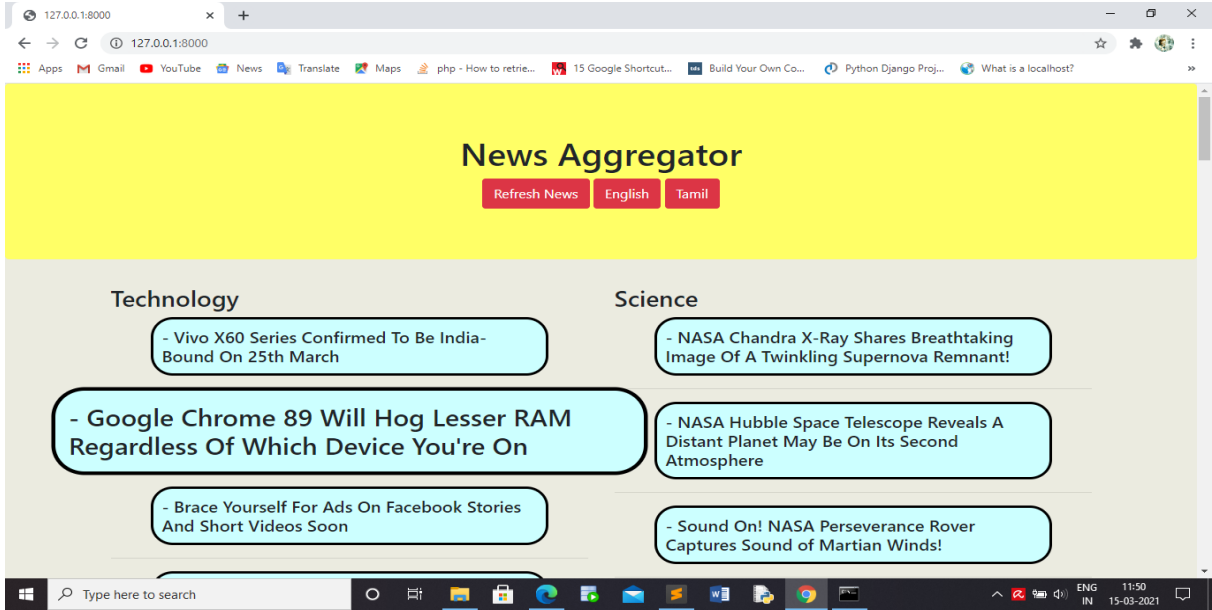 127.0.0.1:8000
127.0.0.1:8000
Apps Gmail YouTube News Translate Maps php - How to retrie... 15 Google Shortcut... Build Your Own Co... Python Django Proj... What is a localhost? »
News Aggregator
Refresh News English Tamil
Technology
- Vivo X60 Series Confirmed To Be India-
Bound On 25th March
- Google Chrome 89 Will Hog Lesser RAM
Regardless Of Which Device You're On
- Brace Yourself For Ads On Facebook Stories
And Short Videos Soon
Science
- NASA Chandra X-Ray Shares Breathtaking
Image Of A Twinkling Supernova Remnant!
- NASA Hubble Space Telescope Reveals A
Distant Planet May Be On Its Second
Atmosphere
- Sound On! NASA Perseverance Rover
Captures Sound of Martian Winds!
Type here to search
ENG
IN
11:50
15-03-2021